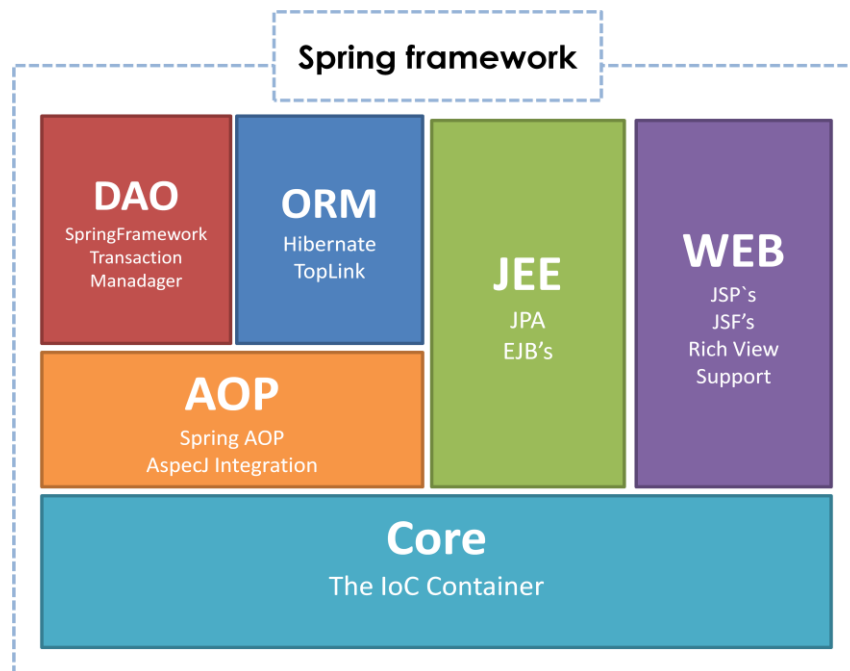 Spring framework
DAO
SpringFramework
Transaction
Manadager
ORM
Hibernate
TopLink
JEE
JPA
EJB’s
WEB
JSP`s
JSF’s
Rich View
Support
AOP
Spring AOP
AspecJ Integration
Core
The IoC Container